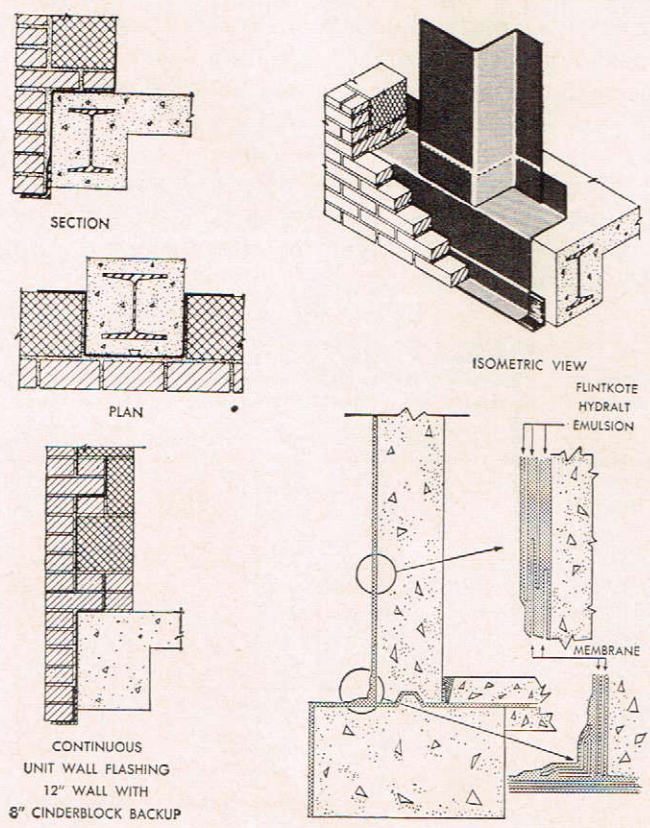 SECTION
ISOMETRIC VIEW
PLAN
FLINTKOTE
HYDRALT
EMULSION
MEMBRANE
CONTINUOUS
UNIT WALL FLASHING
12" WALL WITH
8" CINDERBLOCK BACKUP